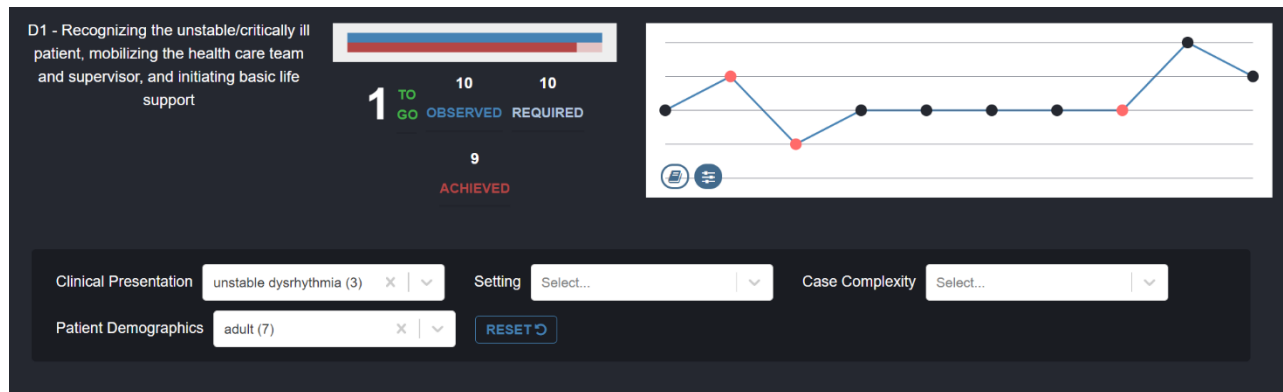 D1 - Recognizing the unstable/critically ill
patient, mobilizing the health care team
and supervisor, and initiating basic life
support
1 TO GO
10 OBSERVED
10 REQUIRED
9
ACHIEVED
Clinical Presentation unstable dysrhythmia (3) Setting Select... Case Complexity Select...
Patient Demographics adult (7) RESET